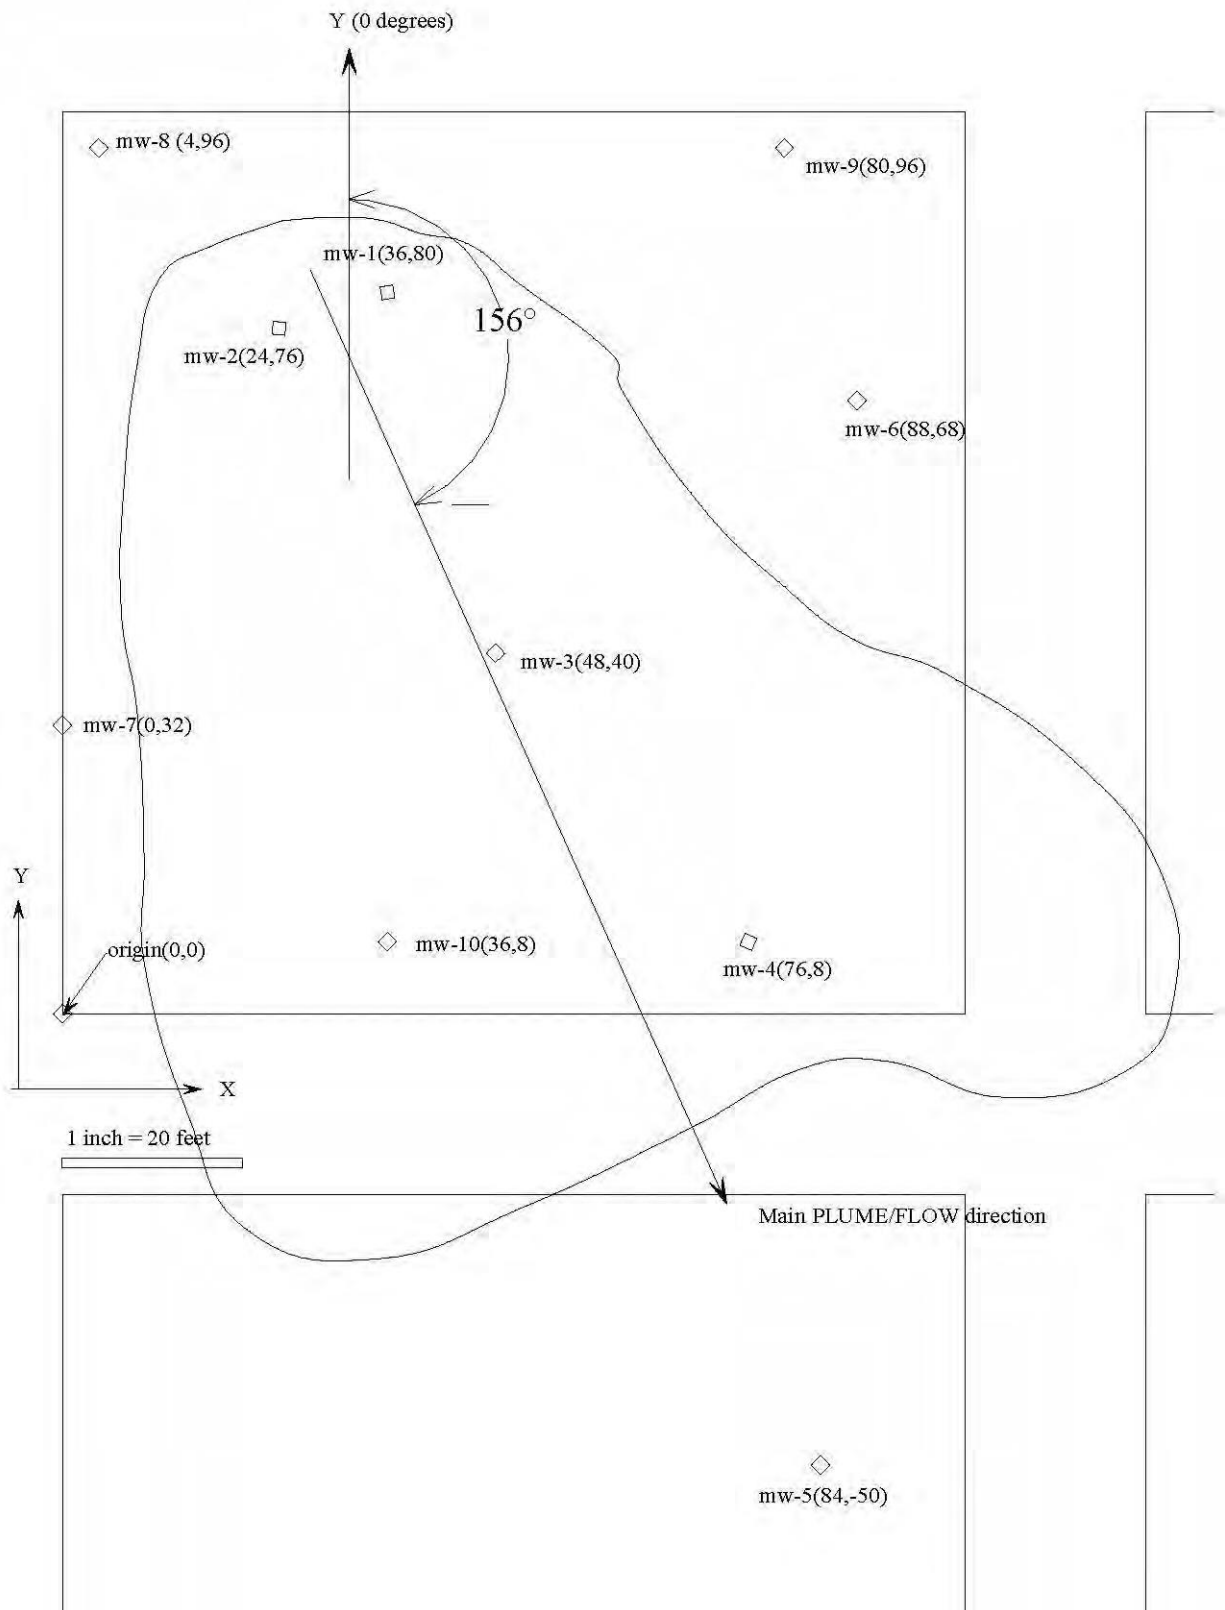 Y (0 degrees)
mw-8 (4,96)
mw-9(80,96)
mw-1(36,80)
156°
mw-2(24,76)
mw-6(88,68)
mw-3(48,40)
mw-7(0,32)
Y
origin(0,0)
mw-10(36,8)
mw-4(76,8)
X
1 inch = 20 feet
Main PLUME/FLOW direction
mw-5(84,-50)